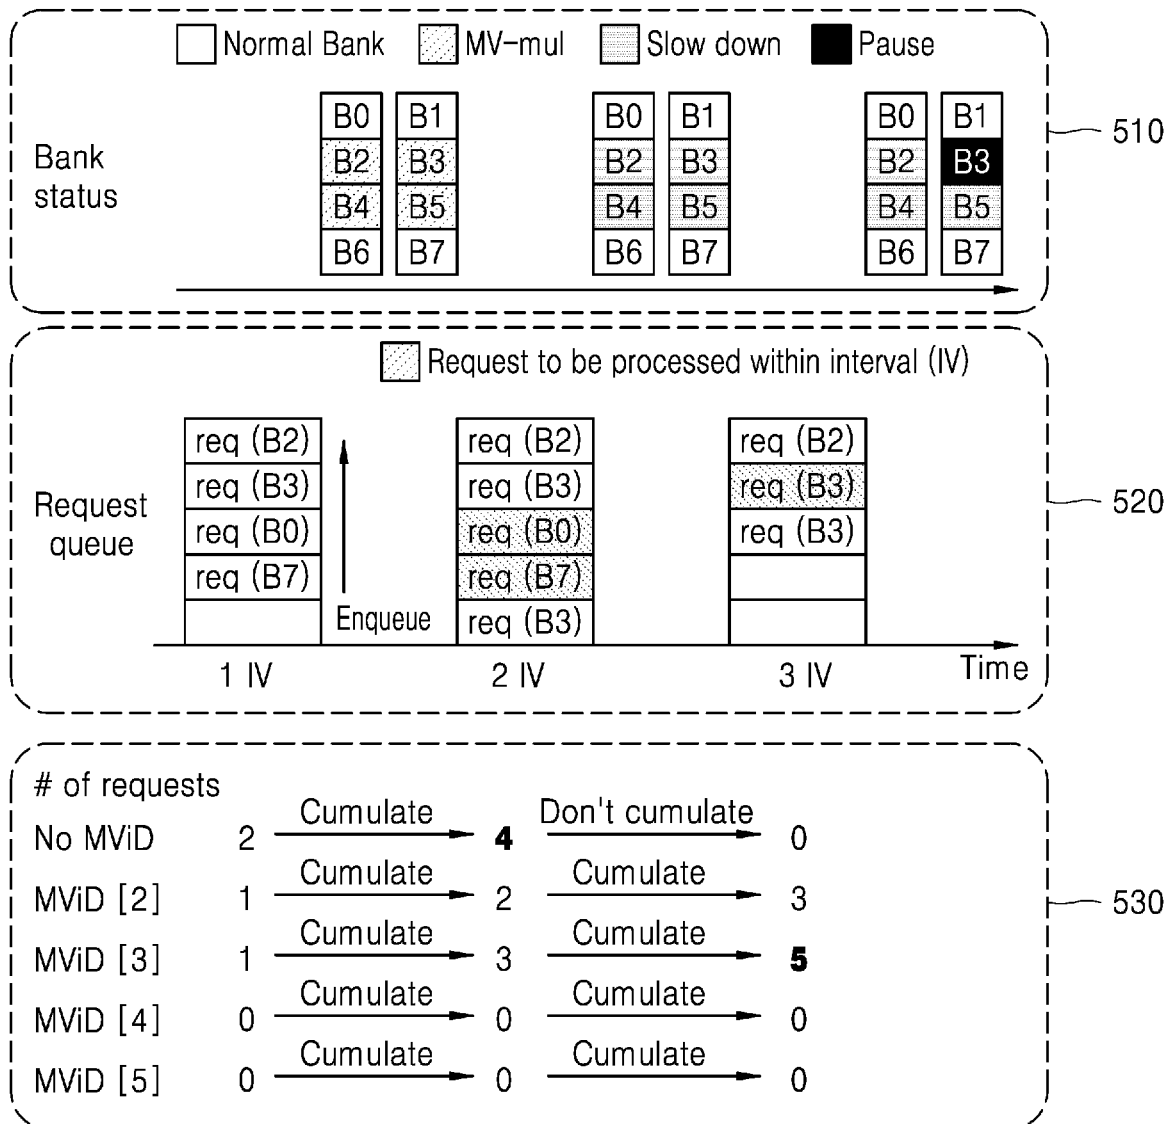 Normal Bank MV-mul Slow down Pause
Bank status
B0 B1 B0 B1 B0 B1
B2 B3 B2 B3 B2 B3
B4 B5 B4 B5 B4 B5
B6 B7 B6 B7 B6 B7
510
Request to be processed within interval (IV)
Request queue
req (B2) req (B2) req (B2)
req (B3) req (B3) req (B3)
req (B0) req (B0) req (B3)
req (B7) req (B7)
Enqueue req (B3)
1 IV 2 IV 3 IV Time
520
# of requests
No MViD 2 Cumulate 4 Don't cumulate 0
MViD [2] 1 Cumulate 2 Cumulate 3
MViD [3] 1 Cumulate 3 Cumulate 5
MViD [4] 0 Cumulate 0 Cumulate 0
MViD [5] 0 Cumulate 0 Cumulate 0
530